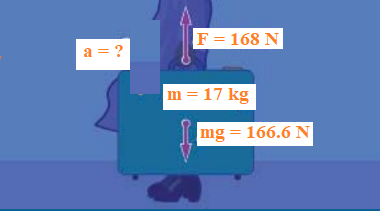 F = 168 N
a = ?
m = 17 kg
mg = 166.6 N